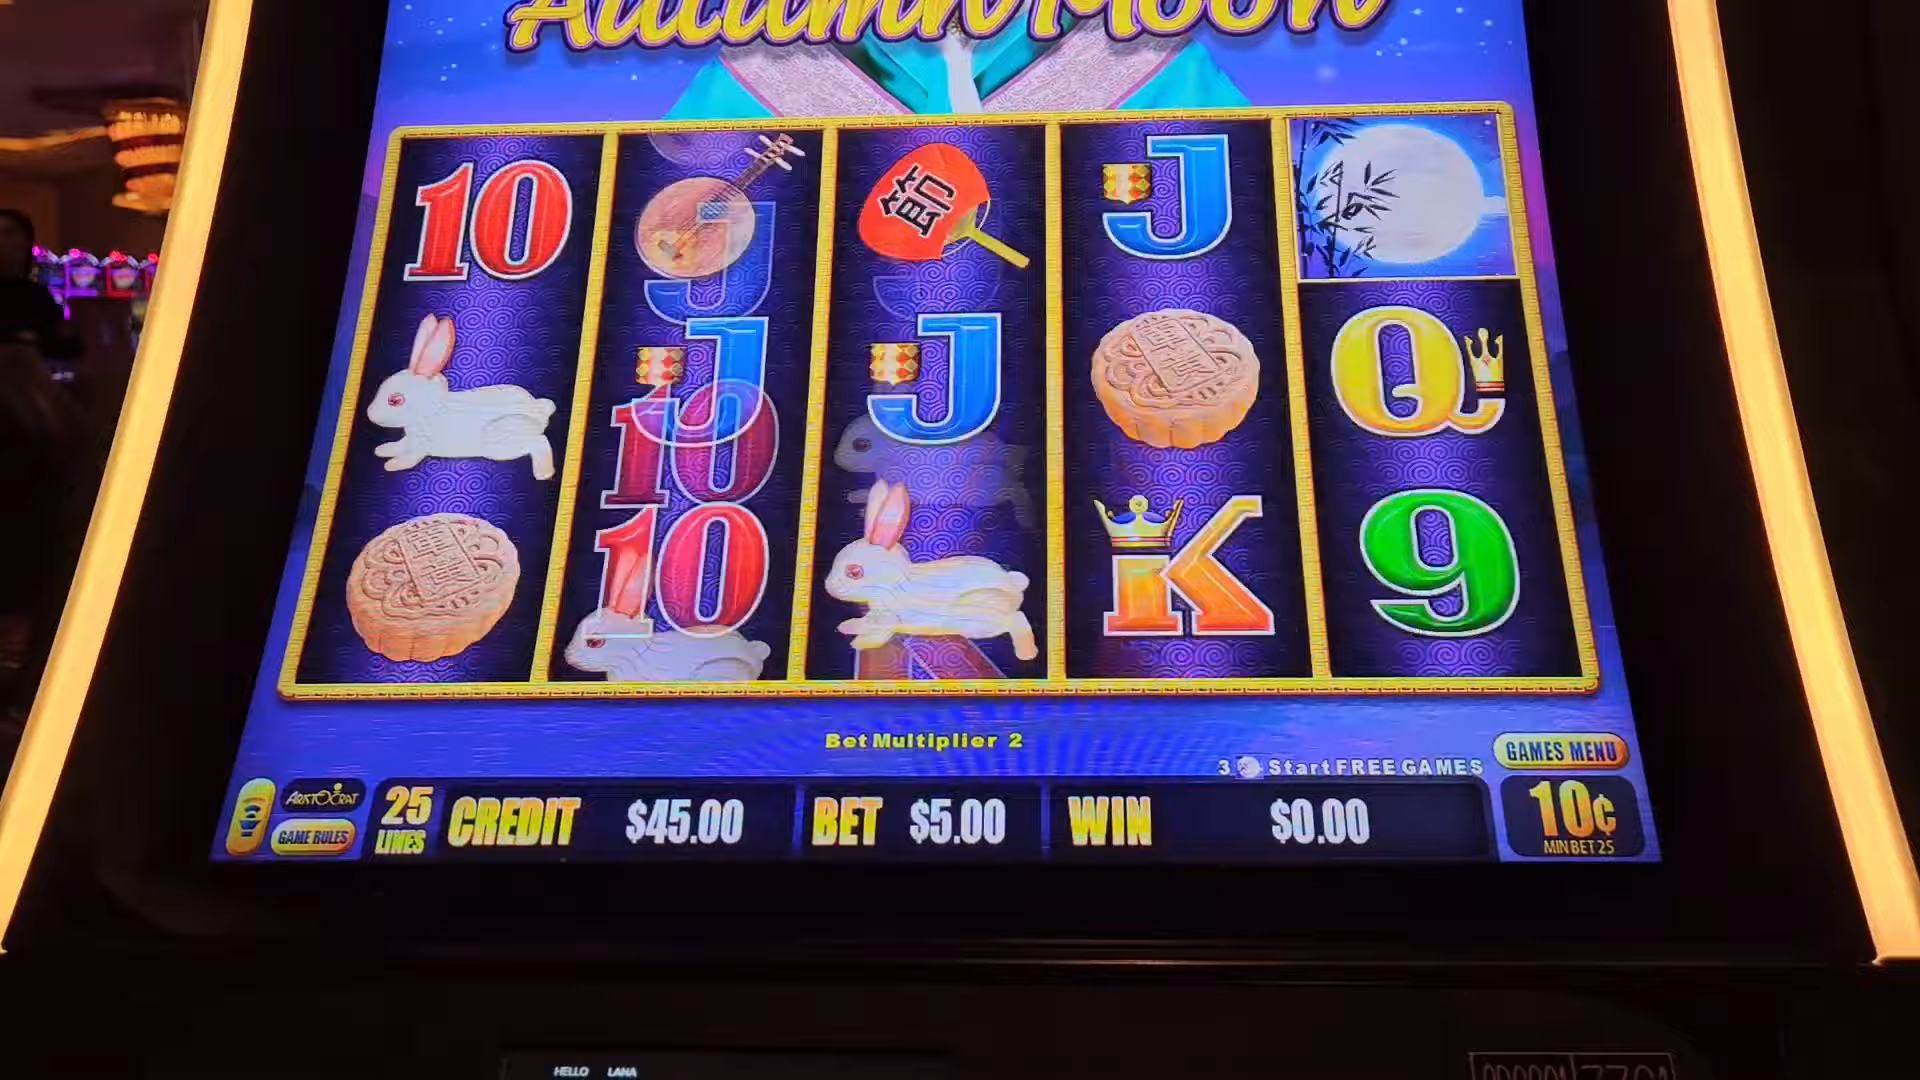 Autumn Moon
10
J
節
J
J
J
Q
10
10
K
9
Bet Multiplier 2
3 Start FREE GAMES
GAMES MENU
ARISTOCRAT
GAME RULES
25 LINES
CREDIT $45.00
BET $5.00
WIN $0.00
10¢
MIN BET 25
HELLO LANA